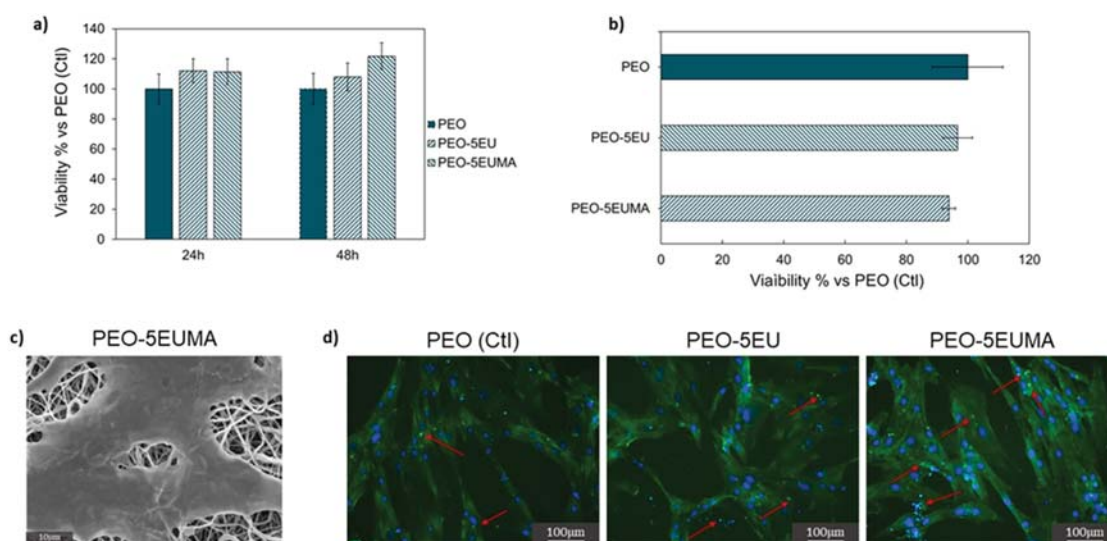 a)
140
120
100
80
60
40
20
0
Viability % vs PEO (Ctl)
24h
48h
PEO
PEO-5EU
PEO-5EUMA
b)
PEO
PEO-5EU
PEO-5EUMA
0 20 40 60 80 100 120
Viaibility % vs PEO (Ctl)
c)
PEO-5EUMA
10µm
d)
PEO (Ctl)
PEO-5EU
PEO-5EUMA
100µm
100µm
100µm